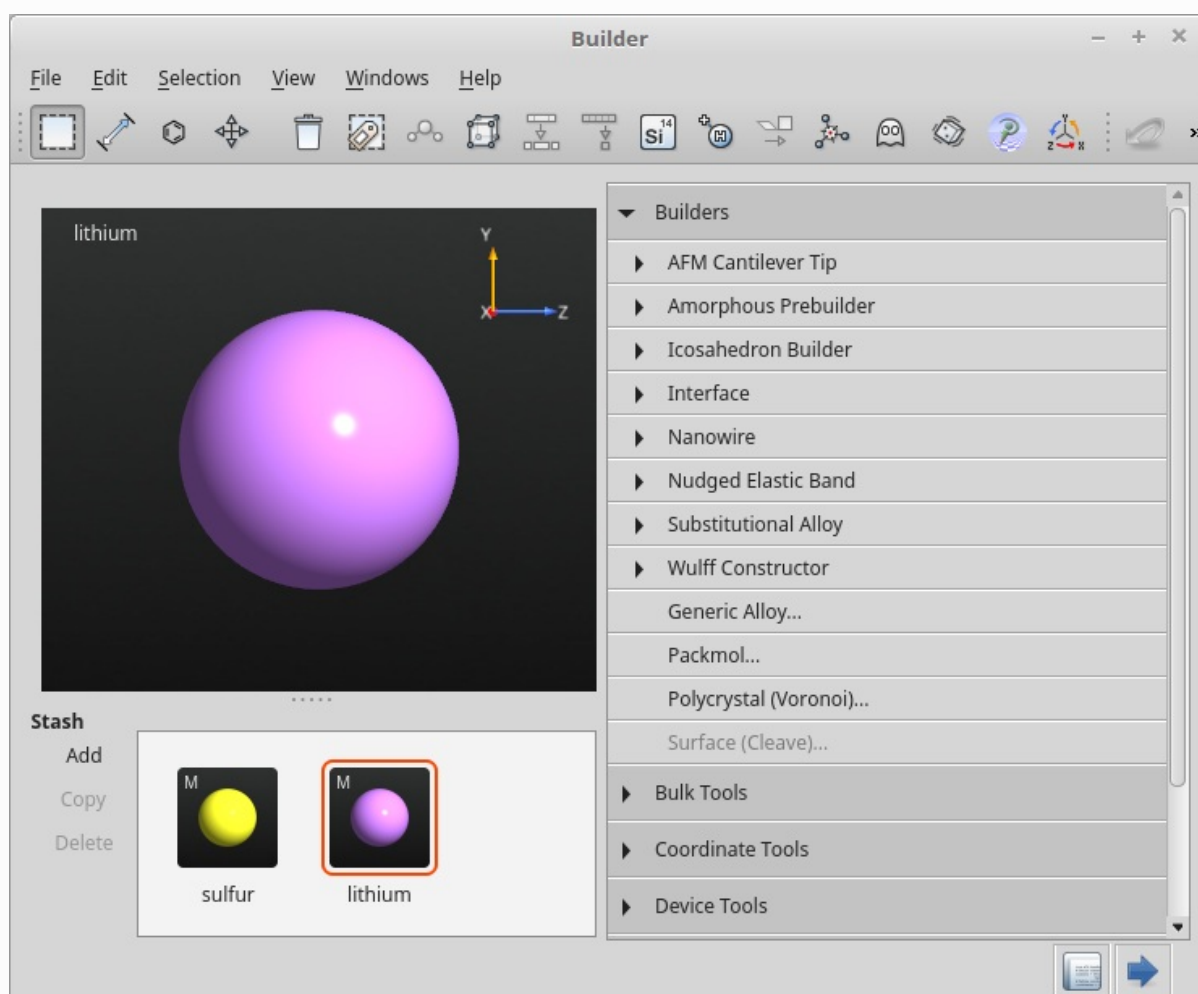 Builder
File Edit Selection View Windows Help
Si 14
H
Y
Z X
»
lithium
Y
X Z
Builders
AFM Cantilever Tip
Amorphous Prebuilder
Icosahedron Builder
Interface
Nanowire
Nudged Elastic Band
Substitutional Alloy
Wulff Constructor
Generic Alloy...
Packmol...
Polycrystal (Voronoi)...
Surface (Cleave)...
Bulk Tools
Coordinate Tools
Device Tools
Stash
Add
Copy
Delete
M
sulfur
M
lithium